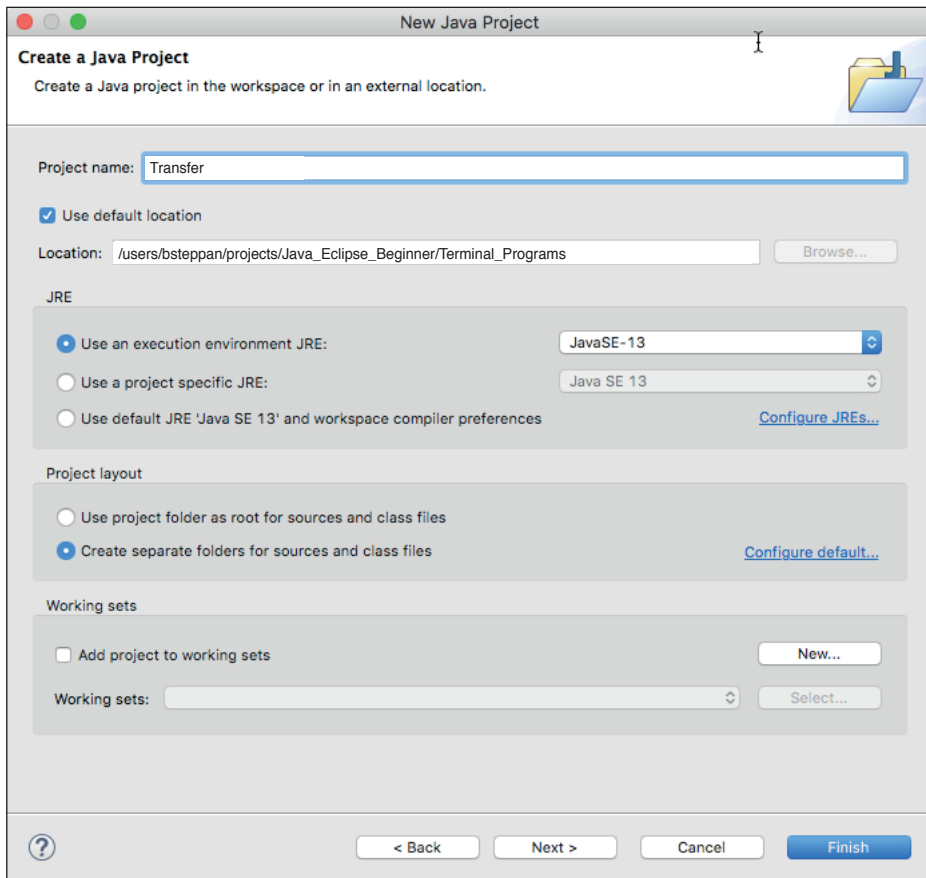 New Java Project
Create a Java Project
Create a Java project in the workspace or in an external location.
Project name: Transfer
Use default location
Location: /users/bsteppan/projects/Java_Eclipse_Beginner/Terminal_Programs Browse...
JRE
Use an execution environment JRE: JavaSE-13
Use a project specific JRE: Java SE 13
Use default JRE 'Java SE 13' and workspace compiler preferences Configure JREs...
Project layout
Use project folder as root for sources and class files
Create separate folders for sources and class files Configure default...
Working sets
Add project to working sets New...
Working sets: Select...
? < Back Next > Cancel Finish